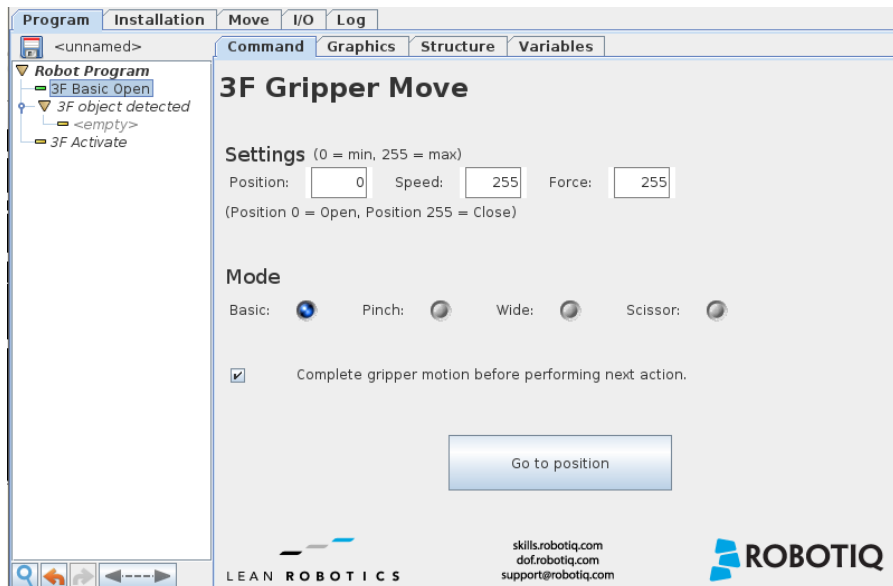 Program Installation Move I/O Log
<unnamed>
Command Graphics Structure Variables
Robot Program
3F Basic Open
3F object detected
<empty>
3F Activate
3F Gripper Move
Settings (0 = min, 255 = max)
Position: 0 Speed: 255 Force: 255
(Position 0 = Open, Position 255 = Close)
Mode
Basic: Pinch: Wide: Scissor:
Complete gripper motion before performing next action.
Go to position
LEAN ROBOTICS
skills.robotiq.com
dof.robotiq.com
support@robotiq.com
ROBOTIQ